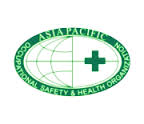 ASIA PACIFIC
OCCUPATIONAL SAFETY & HEALTH ORGANIZATION